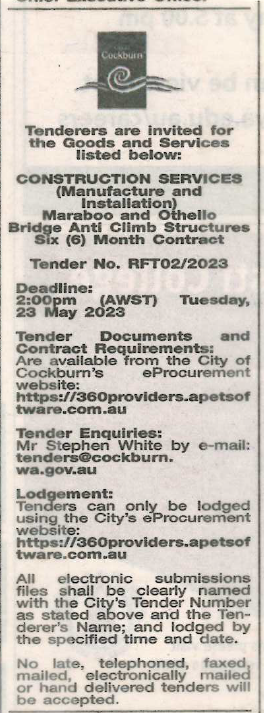 Cockburn
Tenderers are invited for
the Goods and Services
listed below:
CONSTRUCTION SERVICES
(Manufacture and
Installation)
Maraboo and Othello
Bridge Anti Climb Structures
Six (6) Month Contract
Tender No. RFT02/2023
Deadline:
2:00pm (AWST) Tuesday,
23 May 2023
Tender Documents and
Contract Requirements:
Are available from the City of
Cockburn's eProcurement
website:
https://360providers.apetsof
tware.com.au
Tender Enquiries:
Mr Stephen White by e-mail:
tenders@cockburn.
wa.gov.au
Lodgement:
Tenders can only be lodged
using the City's eProcurement
website:
https://360providers.apetsof
tware.com.au
All electronic submissions
files shall be clearly named
with the City's Tender Number
as stated above and the Ten-
derer's Name; and lodged by
the specified time and date.
No late, telephoned, faxed,
mailed, electronically mailed
or hand delivered tenders will
be accepted.